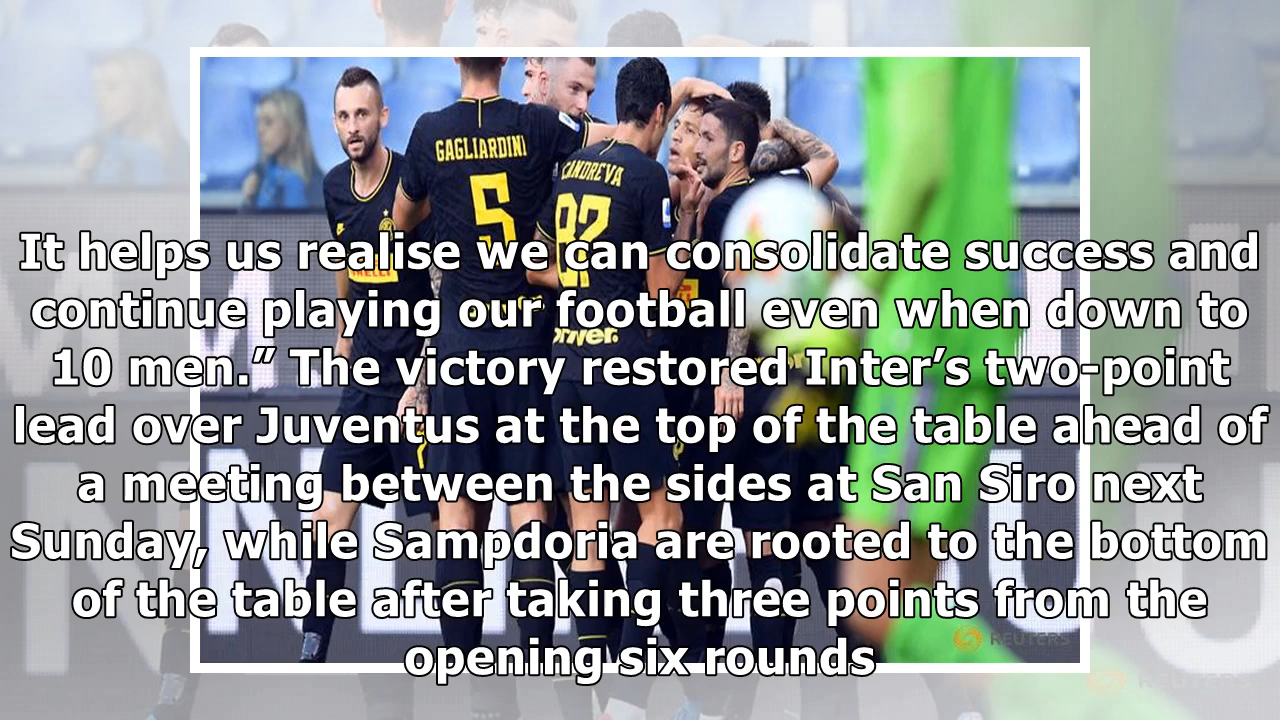 GAGLIARDINI
5
CANDREVA
87
It helps us realise we can consolidate success and
continue playing our football even when down to
10 men.” The victory restored Inter’s two-point
lead over Juventus at the top of the table ahead of
a meeting between the sides at San Siro next
Sunday, while Sampdoria are rooted to the bottom
of the table after taking three points from the
opening six rounds
PIRELLI
Driver.
REUTERS
REUTERS